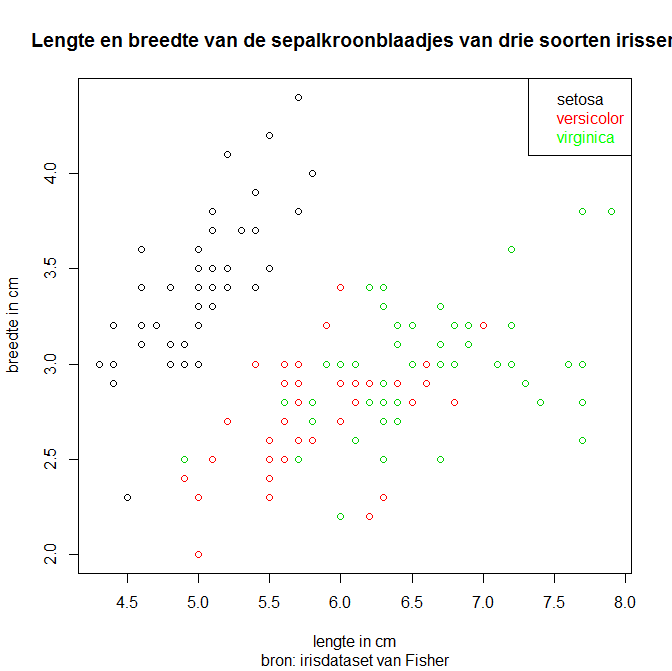 Lengte en breedte van de sepalkroonblaadjes van drie soorten irissen
setosa
versicolor
virginica
breedte in cm
4.0
3.5
3.0
2.5
2.0
4.5 5.0 5.5 6.0 6.5 7.0 7.5 8.0
lengte in cm
bron: irisdataset van Fisher